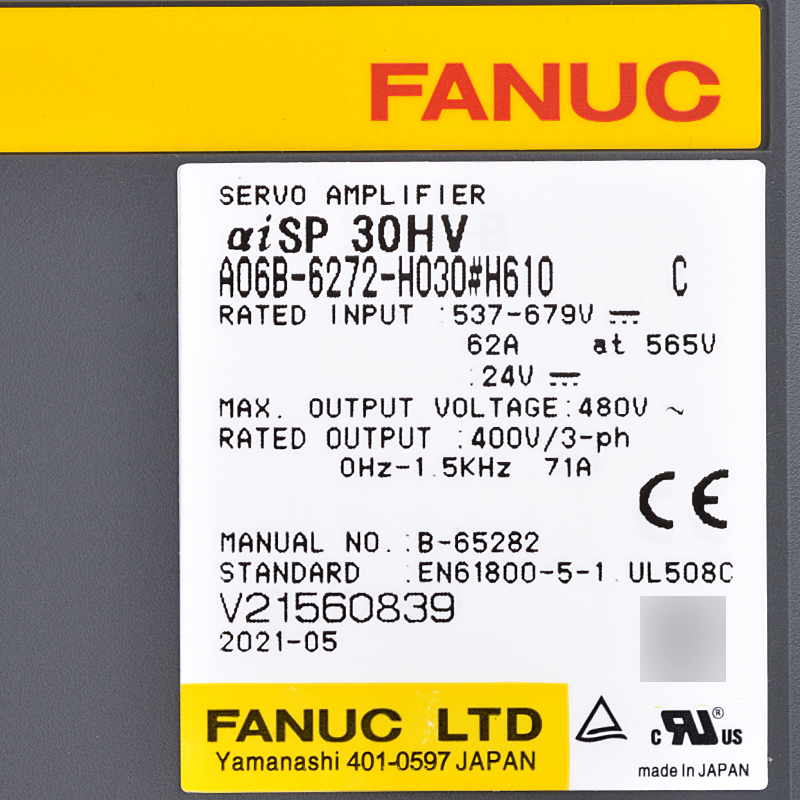 FANUC
SERVO AMPLIFIER
αiSP 30HV
A06B-6272-H030#H610 C
RATED INPUT :537-679V ⎓
62A at 565V
:24V ⎓
MAX. OUTPUT VOLTAGE:480V ~
RATED OUTPUT :400V/3-ph
0Hz-1.5KHz 71A
CE
MANUAL NO.:B-65282
STANDARD :EN61800-5-1.UL508C
V21560839
2021-05
FANUC LTD
Yamanashi 401-0597 JAPAN
c RU® US
made In JAPAN